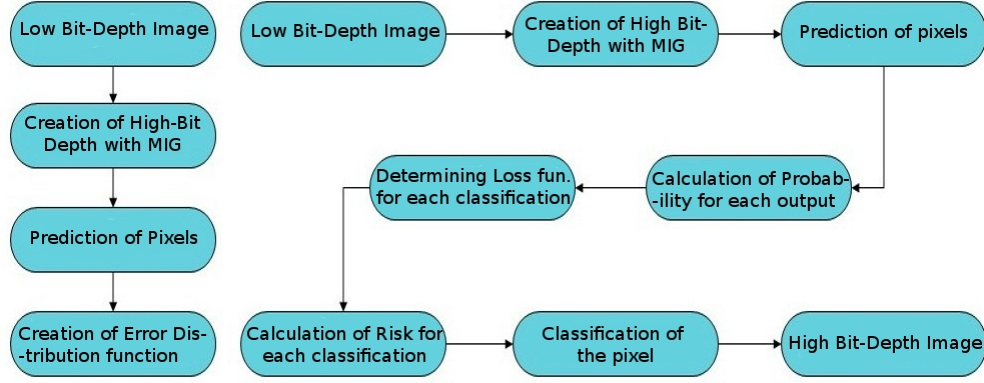 Low Bit-Depth Image
Creation of High-Bit
Depth with MIG
Prediction of Pixels
Creation of Error Dis-
-tribution function
Low Bit-Depth Image
Creation of High Bit-
Depth with MIG
Prediction of pixels
Calculation of Probab-
-ility for each output
Determining Loss fun.
for each classification
Calculation of Risk for
each classification
Classification of
the pixel
High Bit-Depth Image